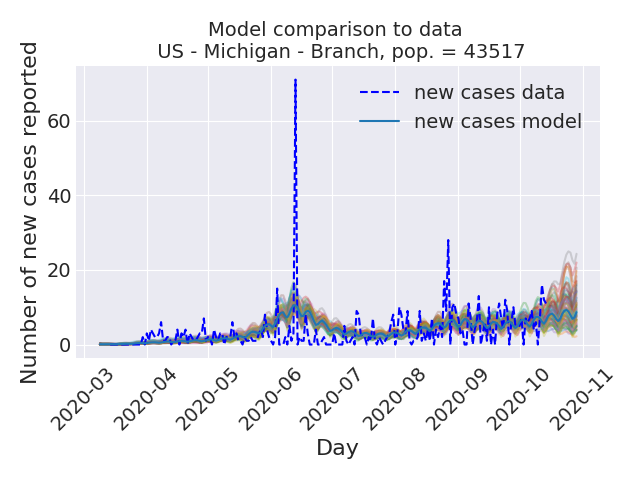 Model comparison to data
US - Michigan - Branch, pop. = 43517
Number of new cases reported
60
40
20
0
new cases data
new cases model
2020-03
2020-04
2020-05
2020-06
2020-07
2020-08
2020-09
2020-10
2020-11
Day